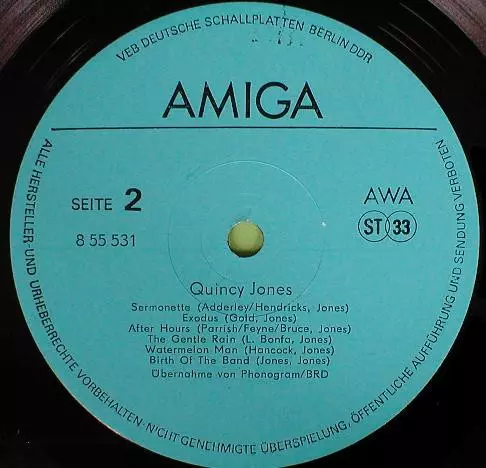 VEB DEUTSCHE SCHALLPLATTEN BERLIN DDR
AMIGA
SEITE 2
8 55 531
AWA
ST 33
Quincy Jones
Sermonette (Adderley/Hendricks, Jones)
Exodus (Gold, Jones)
After Hours (Parrish/Feyne/Bruce, Jones)
The Gentle Rain (L. Bonfa, Jones)
Watermelon Man (Hancock, Jones)
Birth Of The Band (Jones, Jones)
Übernahme von Phonogram/BRD
ALLE HERSTELLER- UND URHEBERRECHTE VORBEHALTEN · NICHT GENEHMIGTE ÜBERSPIELUNG, ÖFFENTLICHE AUFFÜHRUNG UND SENDUNG VERBOTEN